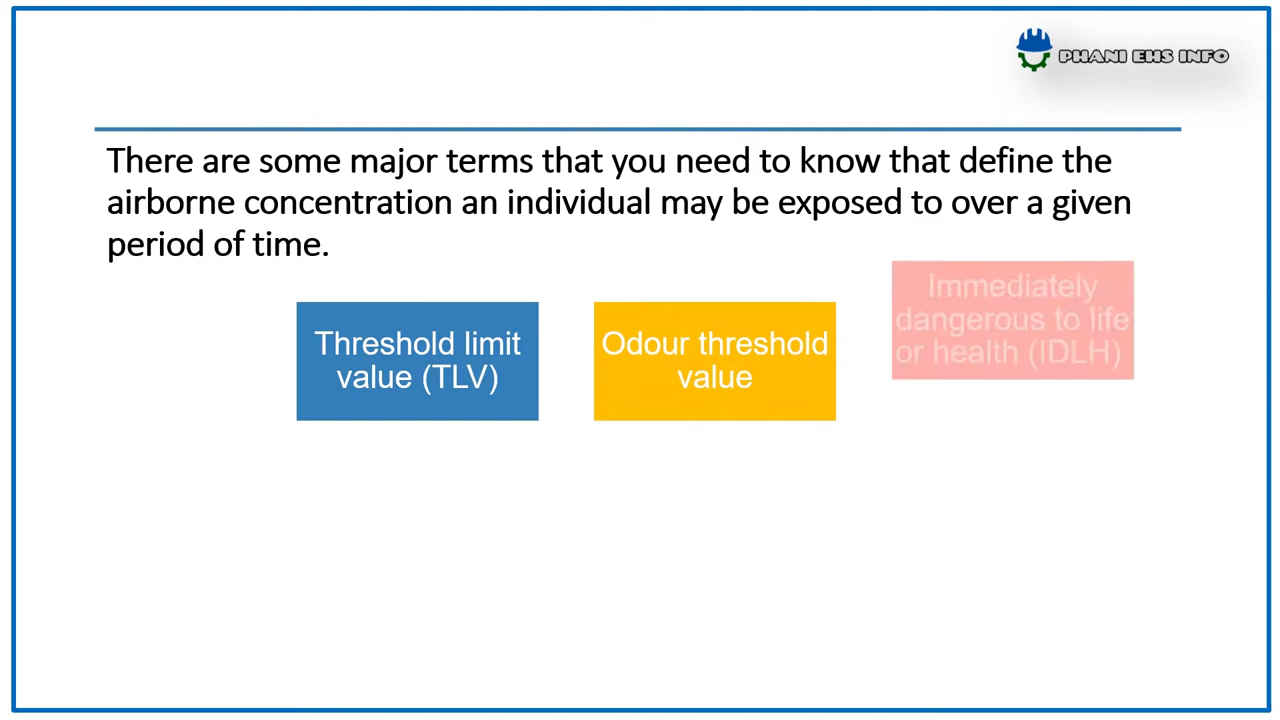 PHANI EHS INFO
There are some major terms that you need to know that define the
airborne concentration an individual may be exposed to over a given
period of time.
Threshold limit
value (TLV)
Odour threshold
value
Immediately
dangerous to life
or health (IDLH)